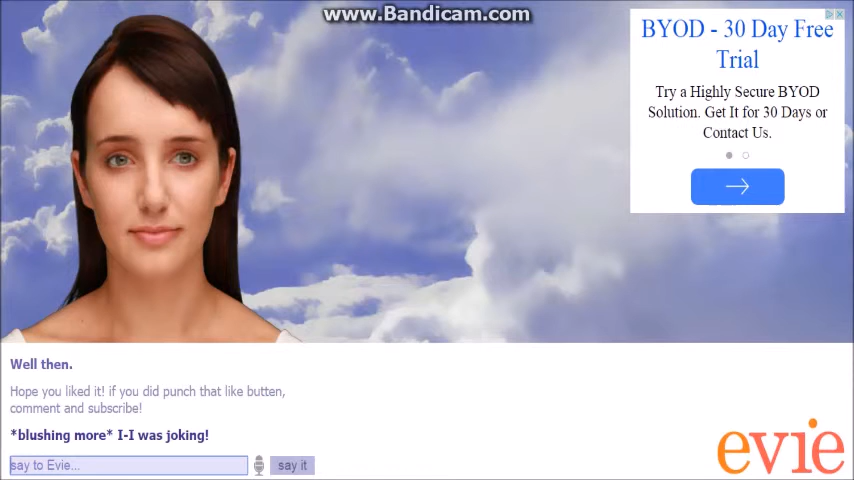 www.Bandicam.com
BYOD - 30 Day Free
Trial
Try a Highly Secure BYOD
Solution. Get It for 30 Days or
Contact Us.
Well then.
Hope you liked it! if you did punch that like butten,
comment and subscribe!
*blushing more* I-I was joking!
say to Evie...
say it
evie